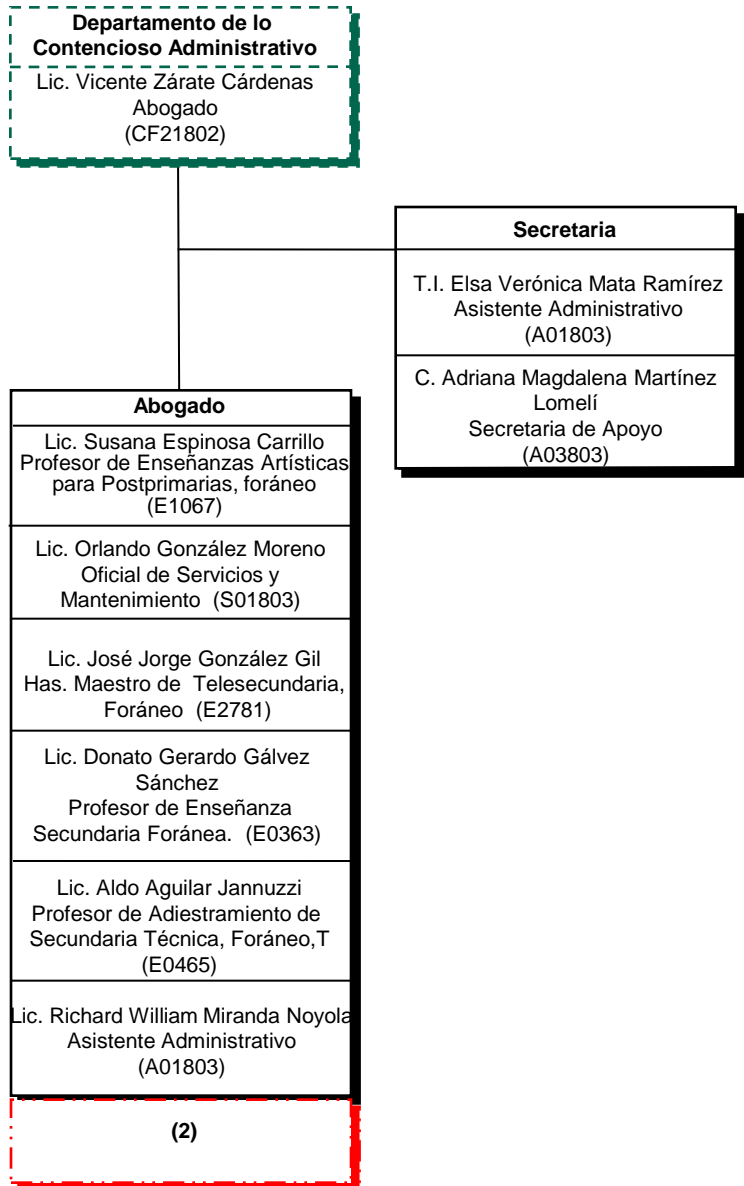 Departamento de lo
Contencioso Administrativo
Lic. Vicente Zárate Cárdenas
Abogado
(CF21802)
Secretaria
T.I. Elsa Verónica Mata Ramírez
Asistente Administrativo
(A01803)
C. Adriana Magdalena Martínez
Lomelí
Secretaria de Apoyo
(A03803)
Abogado
Lic. Susana Espinosa Carrillo
Profesor de Enseñanzas Artísticas
para Postprimarias, foráneo
(E1067)
Lic. Orlando González Moreno
Oficial de Servicios y
Mantenimiento (S01803)
Lic. José Jorge González Gil
Has. Maestro de Telesecundaria,
Foráneo (E2781)
Lic. Donato Gerardo Gálvez
Sánchez
Profesor de Enseñanza
Secundaria Foránea. (E0363)
Lic. Aldo Aguilar Jannuzzi
Profesor de Adiestramiento de
Secundaria Técnica, Foráneo,T
(E0465)
Lic. Richard William Miranda Noyola
Asistente Administrativo
(A01803)
(2)